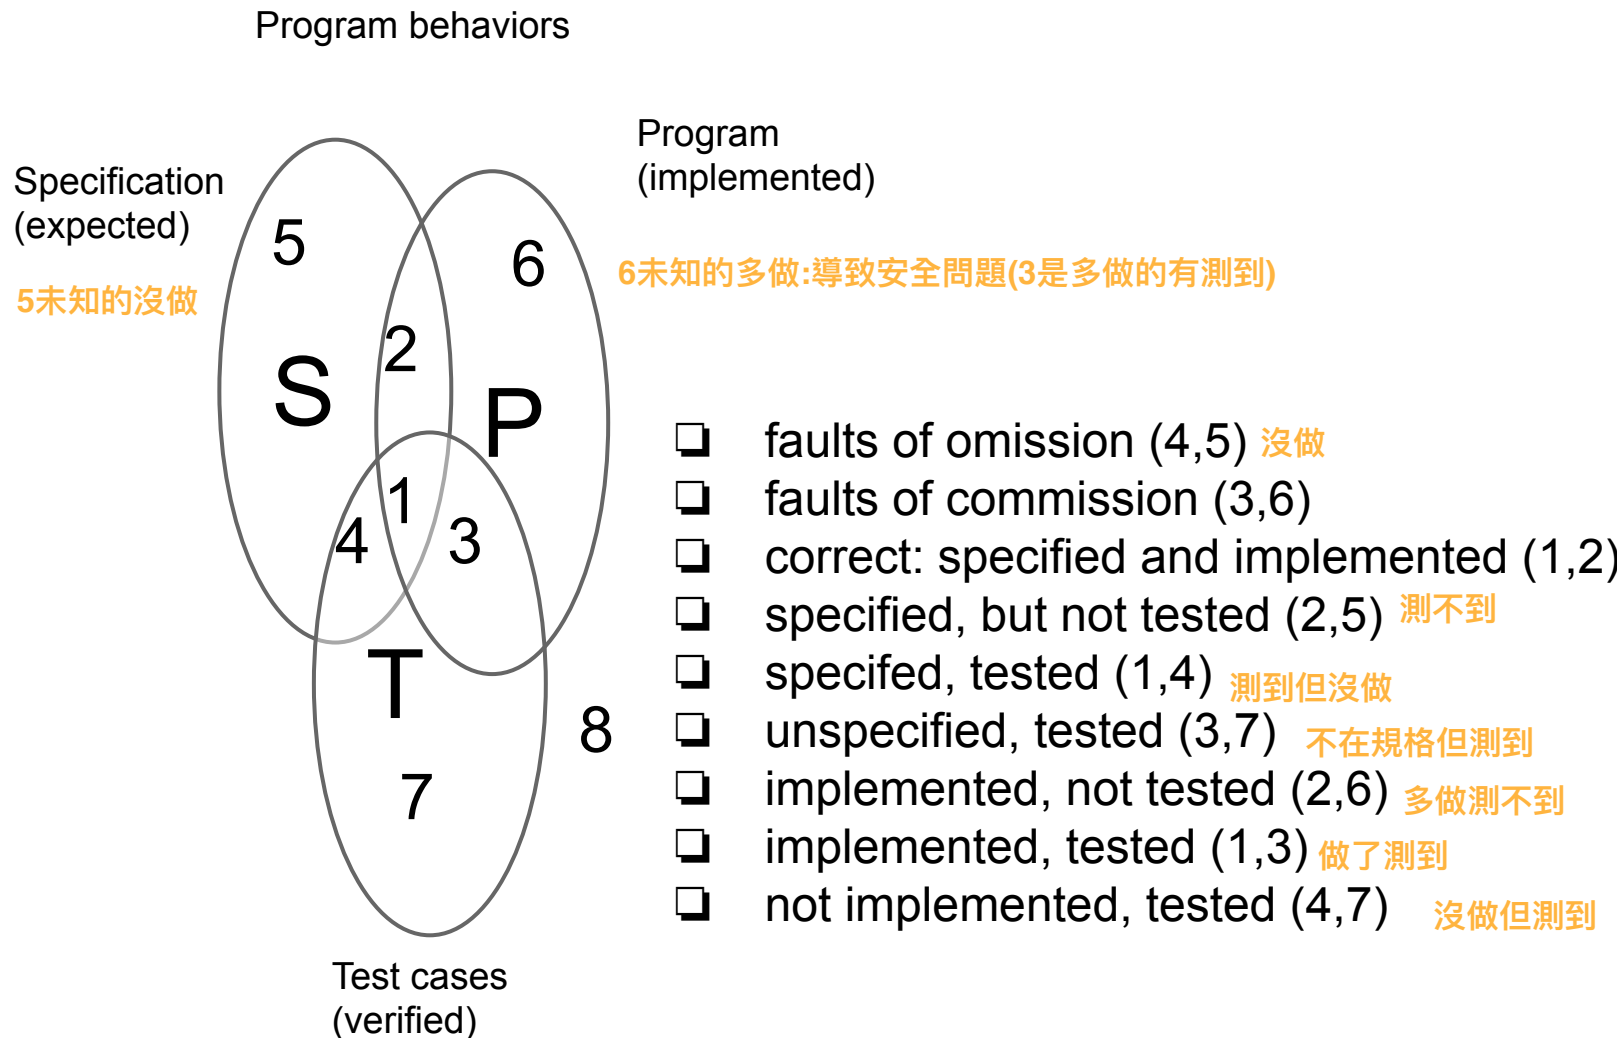 Program behaviors
Program
(implemented)
Specification
(expected)
5
6
6未知的多做:導致安全問題(3是多做的有測到)
5未知的沒做
2
S
P
1
4
3
T
8
7
❏ faults of omission (4,5) 沒做
❏ faults of commission (3,6)
❏ correct: specified and implemented (1,2)
❏ specified, but not tested (2,5) 測不到
❏ specifed, tested (1,4) 測到但沒做
❏ unspecified, tested (3,7) 不在規格但測到
❏ implemented, not tested (2,6) 多做測不到
❏ implemented, tested (1,3) 做了測到
❏ not implemented, tested (4,7) 沒做但測到
Test cases
(verified)